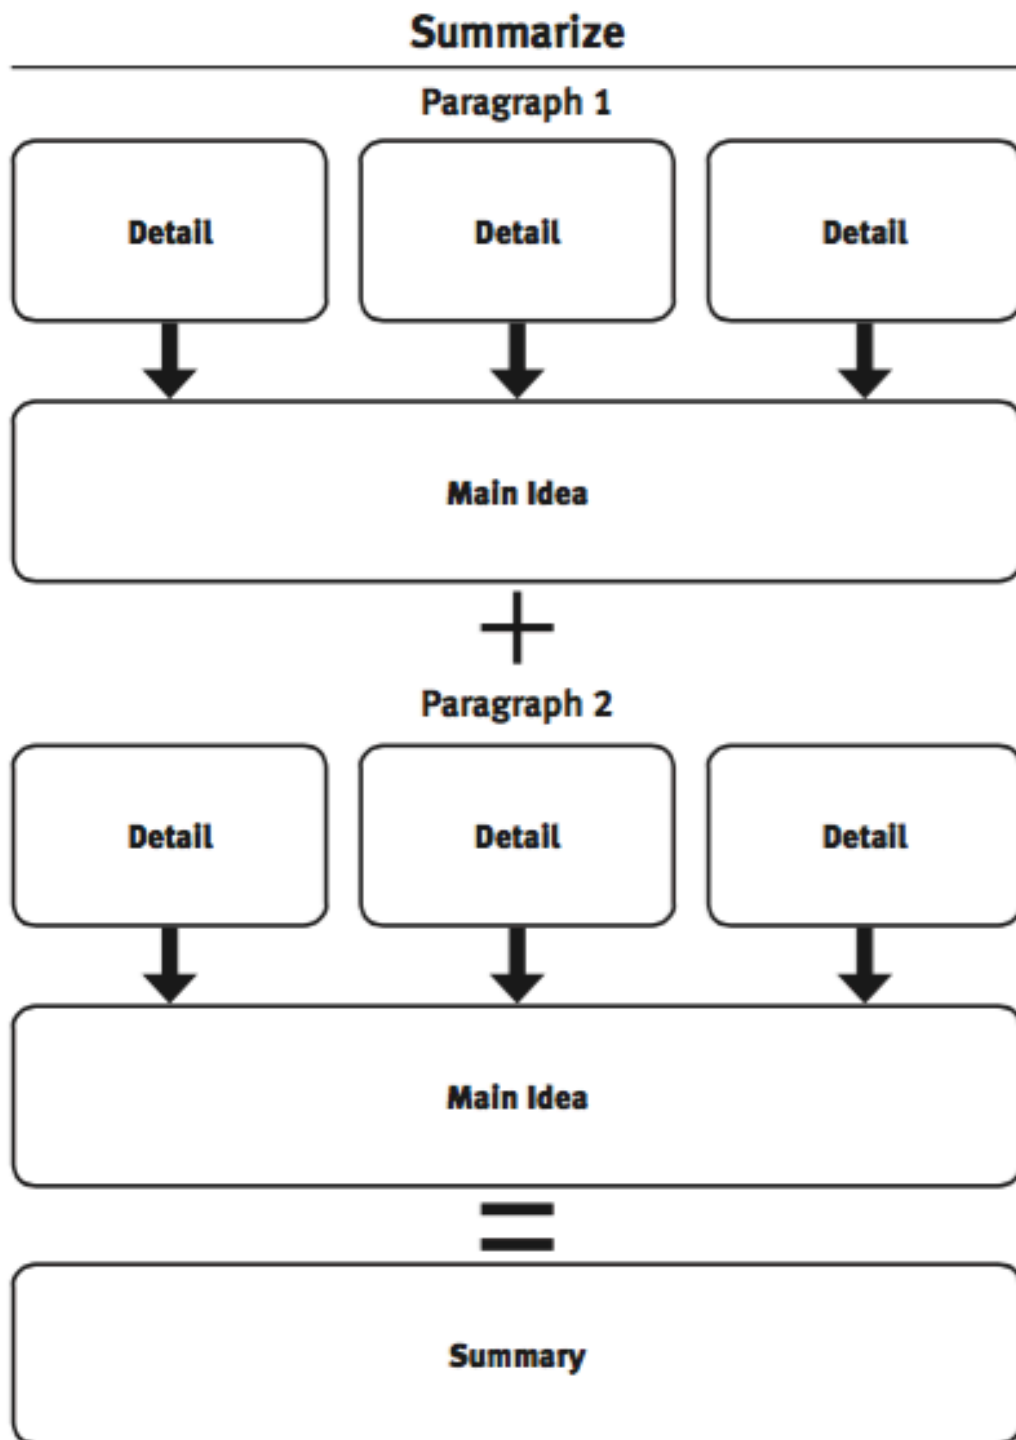 Summarize
Paragraph 1
Detail Detail Detail
Main Idea
+
Paragraph 2
Detail Detail Detail
Main Idea
=
Summary